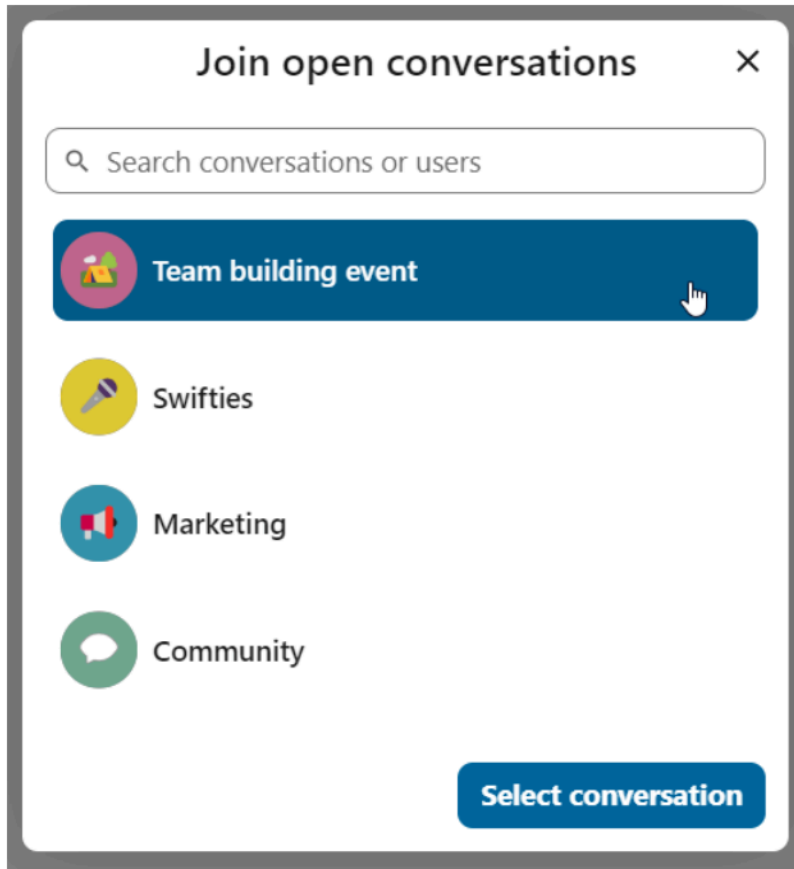 Join open conversations
Search conversations or users
Team building event
Swifties
Marketing
Community
Select conversation